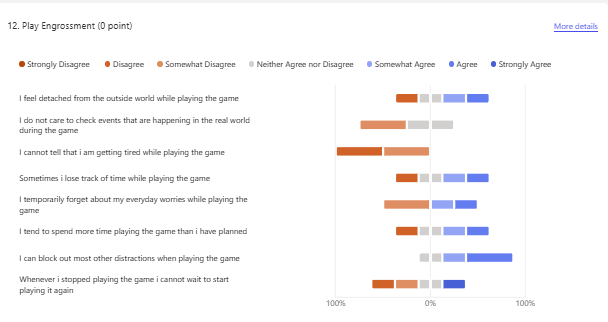 12. Play Engrossment (0 point)
More details
Strongly Disagree
Disagree
Somewhat Disagree
Neither Agree nor Disagree
Somewhat Agree
Agree
Strongly Agree
I feel detached from the outside world while playing the game
I do not care to check events that are happening in the real world
during the game
I cannot tell that i am getting tired while playing the game
Sometimes i lose track of time while playing the game
I temporarily forget about my everyday worries while playing the
game
I tend to spend more time playing the game than i have planned
I can block out most other distractions when playing the game
Whenever i stopped playing the game i cannot wait to start
playing it again
100%
0%
100%